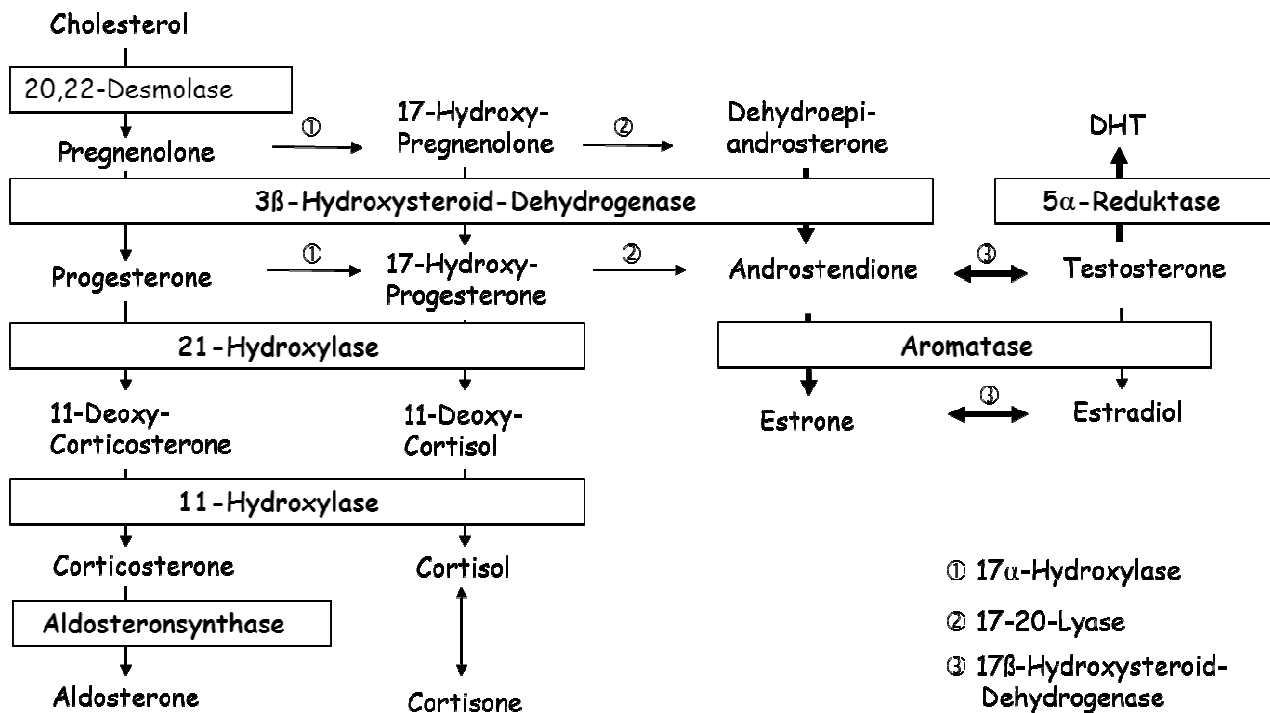 Cholesterol
20,22-Desmolase
Pregnenolone
①
17-Hydroxy-
Pregnenolone
②
Dehydroepi-
androsterone
DHT
3ß-Hydroxysteroid-Dehydrogenase
5α-Reduktase
Progesterone
①
17-Hydroxy-
Progesterone
②
Androstendione
③
Testosterone
21-Hydroxylase
Aromatase
11-Deoxy-
Corticosterone
11-Deoxy-
Cortisol
Estrone
③
Estradiol
11-Hydroxylase
Corticosterone
Cortisol
Aldosteronsynthase
Aldosterone
Cortisone
① 17α-Hydroxylase
② 17-20-Lyase
③ 17ß-Hydroxysteroid-
Dehydrogenase